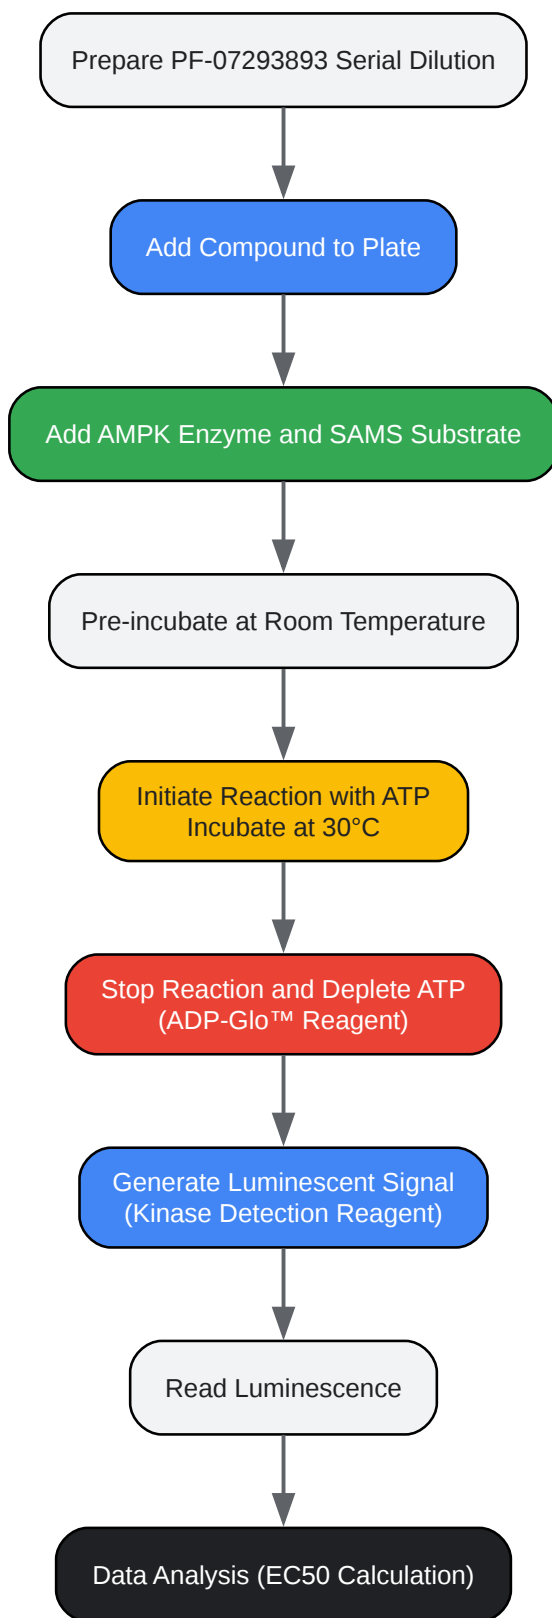 Prepare PF-07293893 Serial Dilution
Add Compound to Plate
Add AMPK Enzyme and SAMS Substrate
Pre-incubate at Room Temperature
Initiate Reaction with ATP
Incubate at 30°C
Stop Reaction and Deplete ATP
(ADP-Glo™ Reagent)
Generate Luminescent Signal
(Kinase Detection Reagent)
Read Luminescence
Data Analysis (EC50 Calculation)